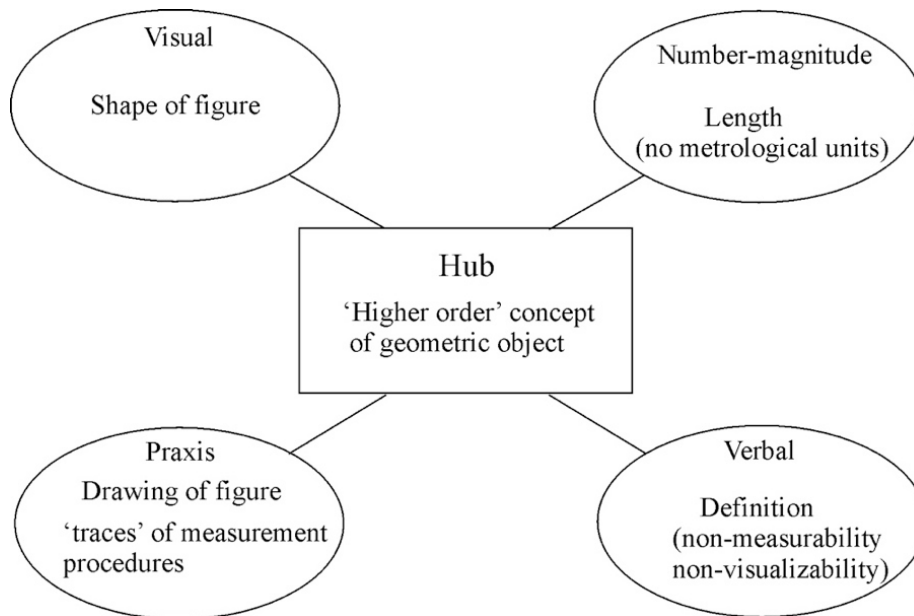 Visual
Shape of figure
Number-magnitude
Length
(no metrological units)
Hub
‘Higher order’ concept
of geometric object
Praxis
Drawing of figure
‘traces’ of measurement
procedures
Verbal
Definition
(non-measurability
non-visualizability)